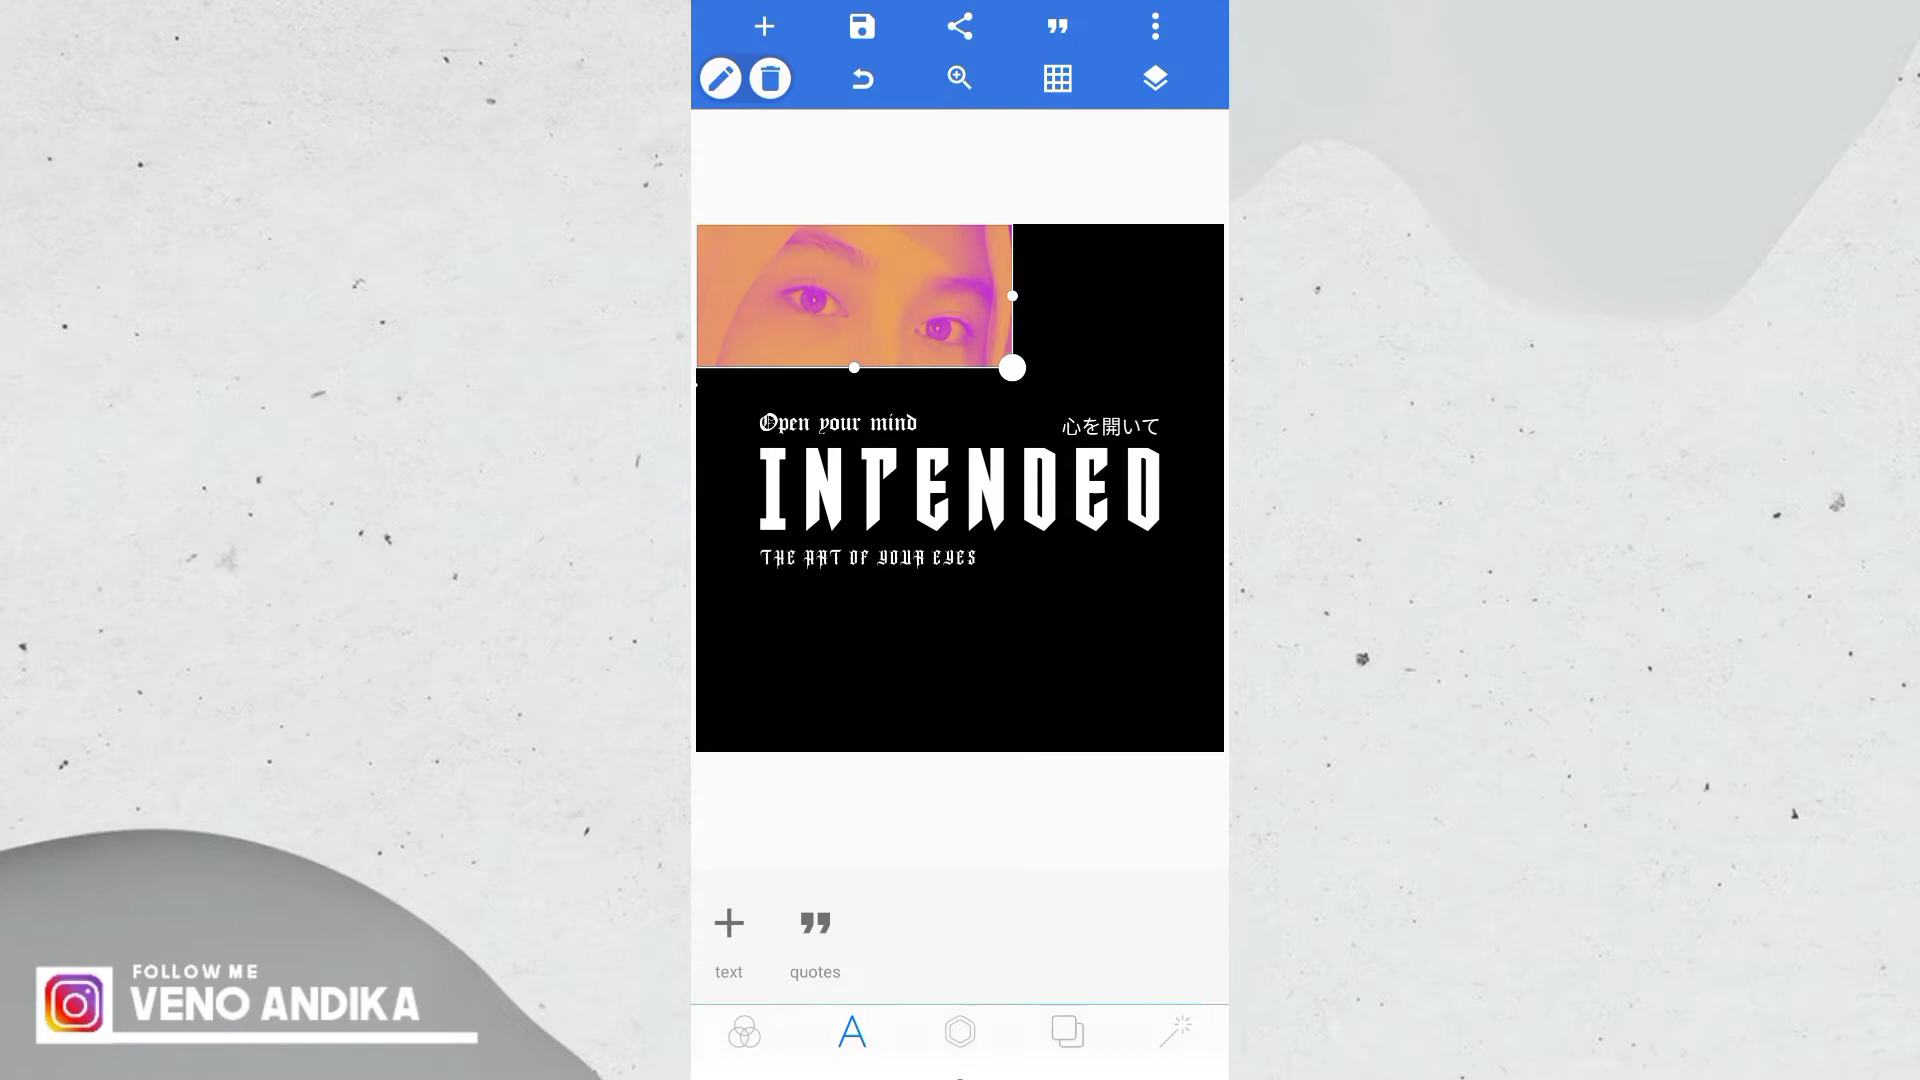 Open your mind
心を開いて
INTENDED
THE ART OF YOUR EYES
text
quotes
FOLLOW ME
VENO ANDIKA